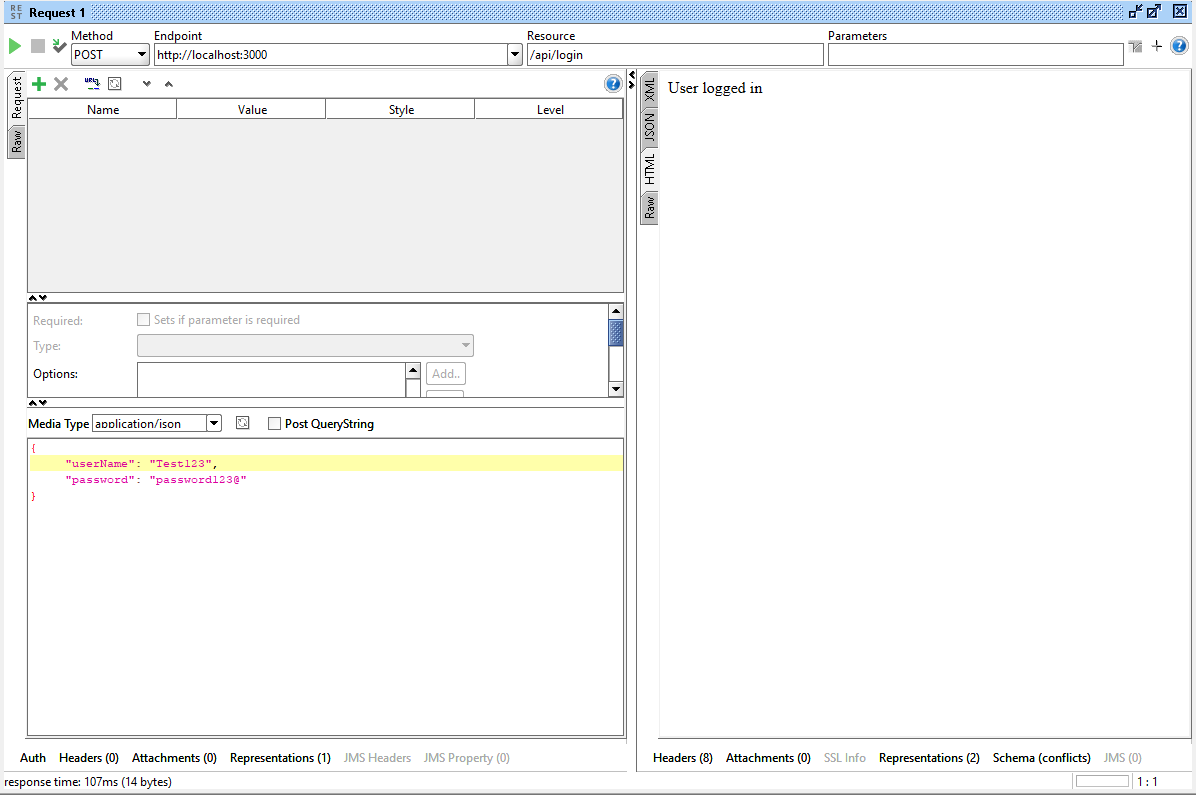 RE ST Request 1
Method Endpoint Resource Parameters
POST http://localhost:3000 /api/login
Request
Raw
Name Value Style Level
Required: Sets if parameter is required
Type:
Options: Add..
Media Type application/json Post QueryString
{
"userName": "Test123",
"password": "password123@"
}
Auth Headers (0) Attachments (0) Representations (1) JMS Headers JMS Property (0)
XML
JSON
HTML
Raw
User logged in
Headers (8) Attachments (0) SSL Info Representations (2) Schema (conflicts) JMS (0)
response time: 107ms (14 bytes) 1 : 1